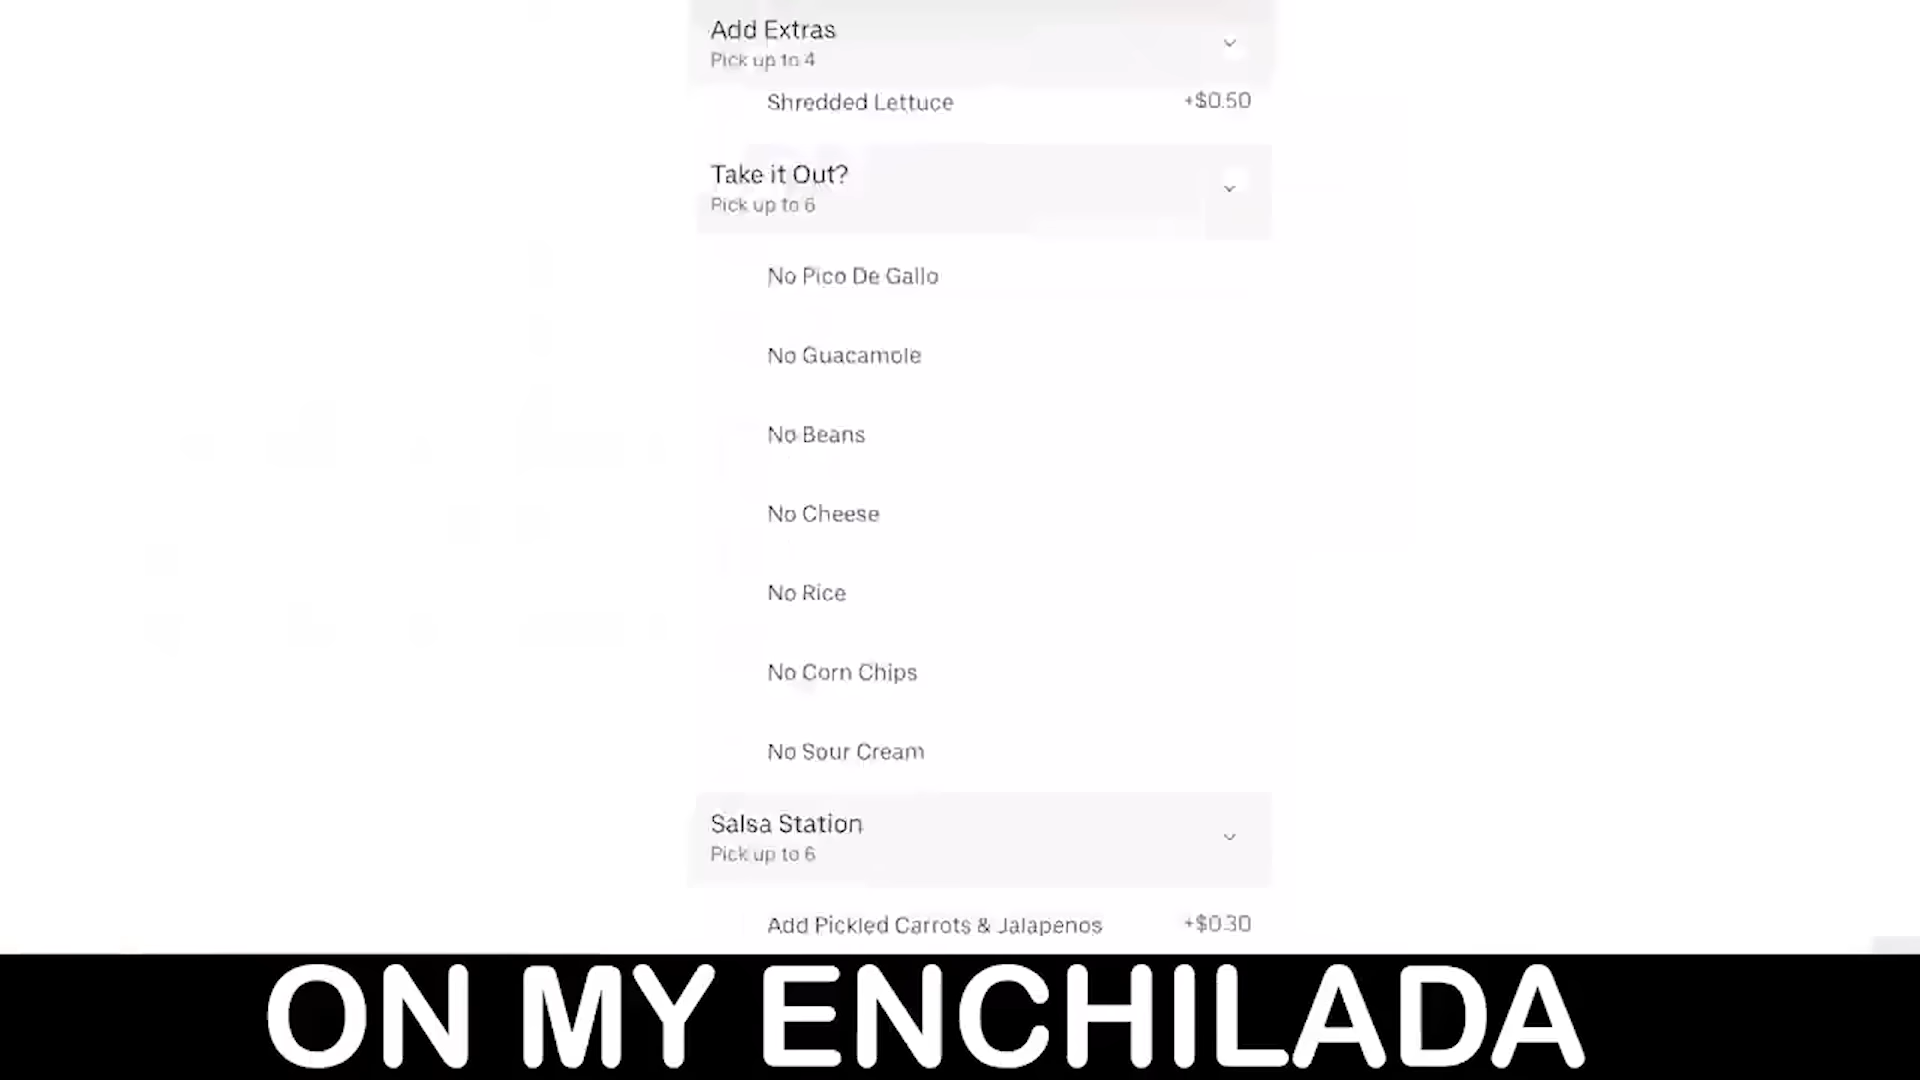 Add Extras
Pick up to 4
Shredded Lettuce +$0.50
Take it Out?
Pick up to 6
No Pico De Gallo
No Guacamole
No Beans
No Cheese
No Rice
No Corn Chips
No Sour Cream
Salsa Station
Pick up to 6
Add Pickled Carrots & Jalapenos +$0.30
ON MY ENCHILADA